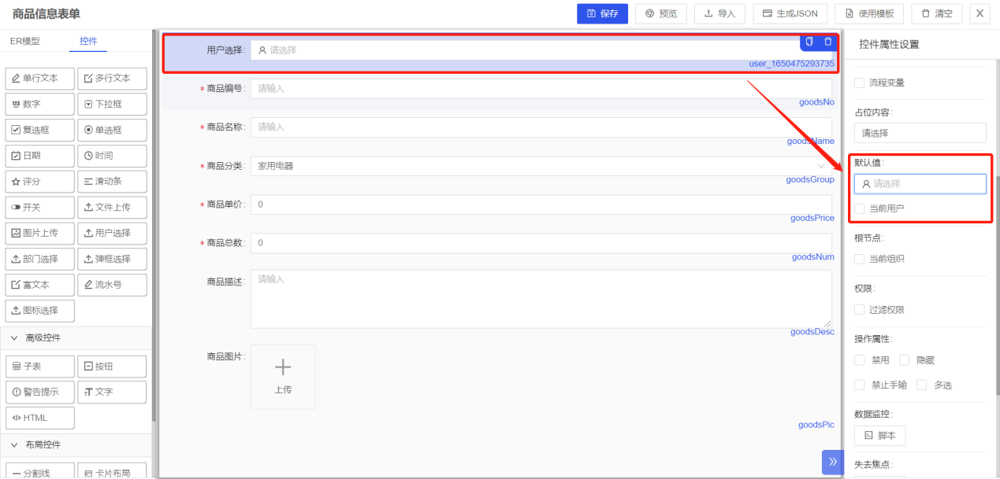 商品信息表单
保存
预览
导入
生成JSON
使用模板
清空
ER模型
控件
单行文本
多行文本
数字
下拉框
复选框
单选框
日期
时间
评分
滑动条
开关
文件上传
图片上传
用户选择
部门选择
弹框选择
富文本
流水号
图标选择
高级控件
子表
按钮
警告提示
文字
HTML
布局控件
分割线
卡片布局
用户选择:
请选择
user_1650475293735
* 商品编号:
请输入
goodsNo
* 商品名称:
请输入
goodsName
* 商品分类:
家用电器
goodsGroup
* 商品单价:
0
goodsPrice
* 商品总数:
0
goodsNum
商品描述:
请输入
goodsDesc
商品图片:
上传
goodsPic
控件属性设置
流程变量
占位内容:
请选择
默认值:
请选择
当前用户
根节点:
当前组织
权限:
过滤权限
操作属性:
禁用
隐藏
禁止手输
多选
数据监控:
脚本
失去焦点: